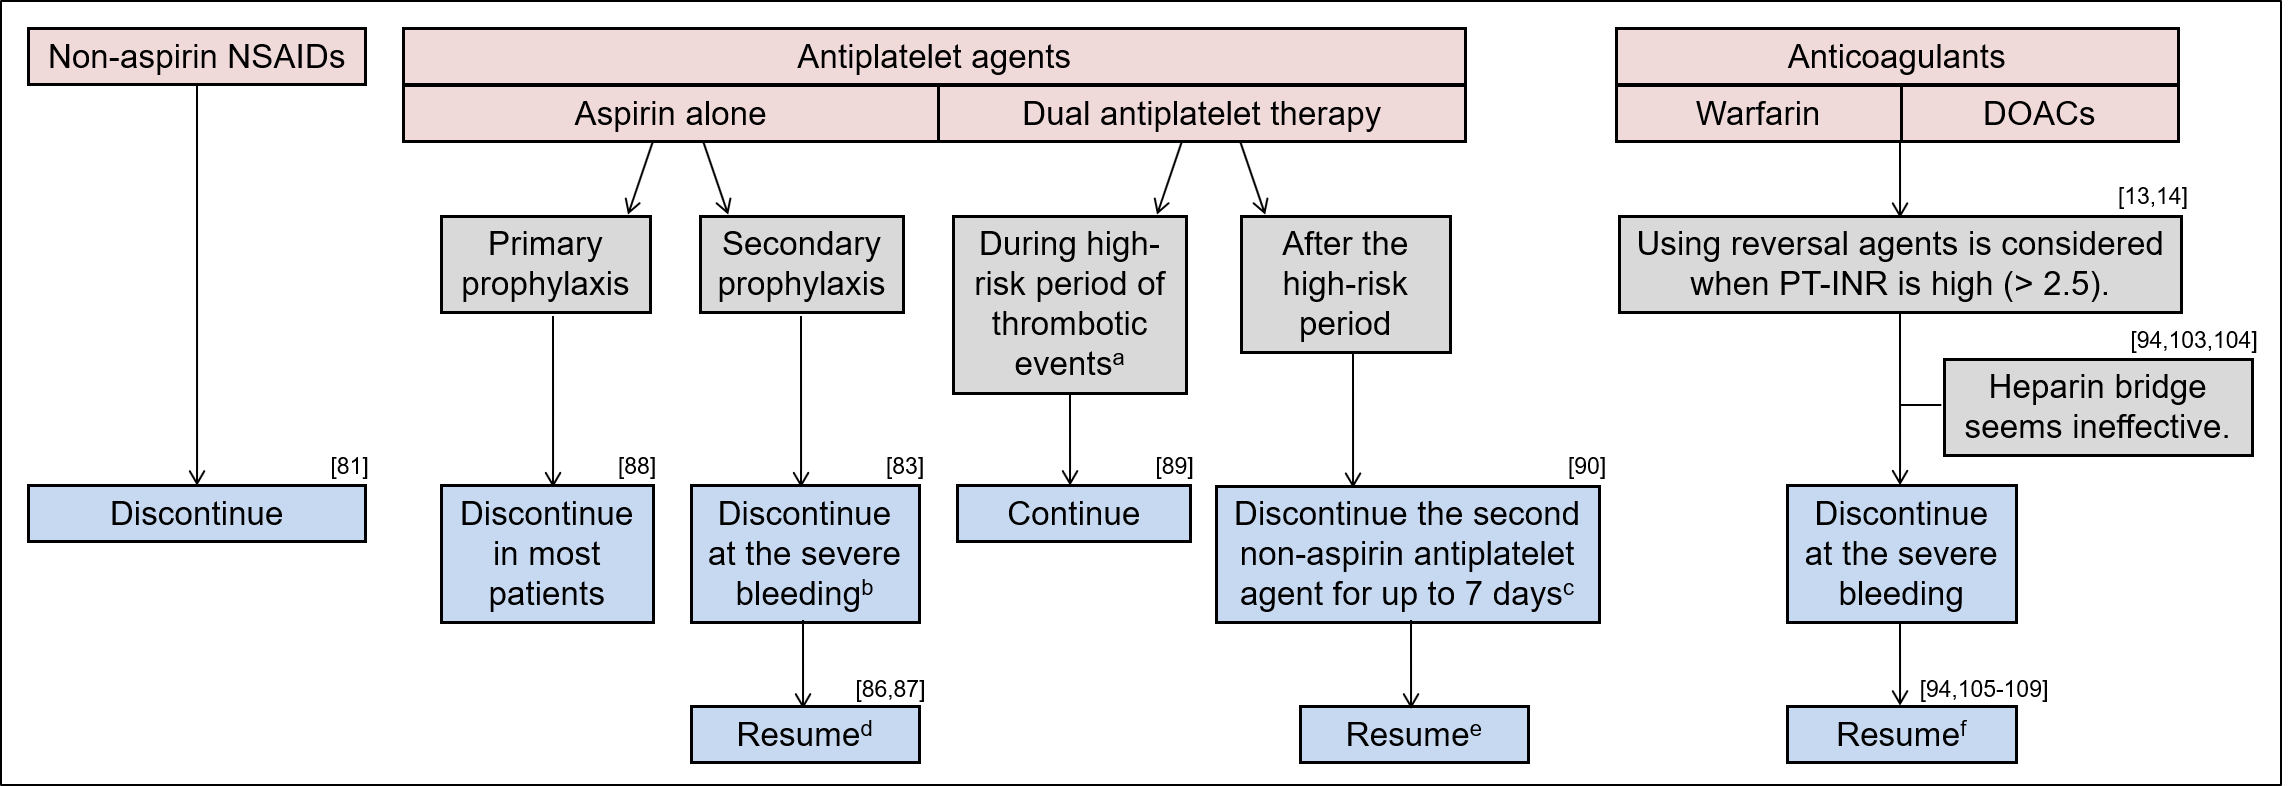 Non-aspirin NSAIDs
[81]
Discontinue
Antiplatelet agents
Aspirin alone
Dual antiplatelet therapy
Primary
prophylaxis
[88]
Discontinue
in most
patients
Secondary
prophylaxis
[83]
Discontinue
at the severe
bleedingᵇ
[86,87]
Resumeᵈ
During high-
risk period of
thrombotic
eventsᵃ
[89]
Continue
After the
high-risk
period
[90]
Discontinue the second
non-aspirin antiplatelet
agent for up to 7 daysᶜ
Resumeᵉ
Anticoagulants
Warfarin
DOACs
[13,14]
Using reversal agents is considered
when PT-INR is high (> 2.5).
[94,103,104]
Heparin bridge
seems ineffective.
Discontinue
at the severe
bleeding
[94,105-109]
Resumeᶠ